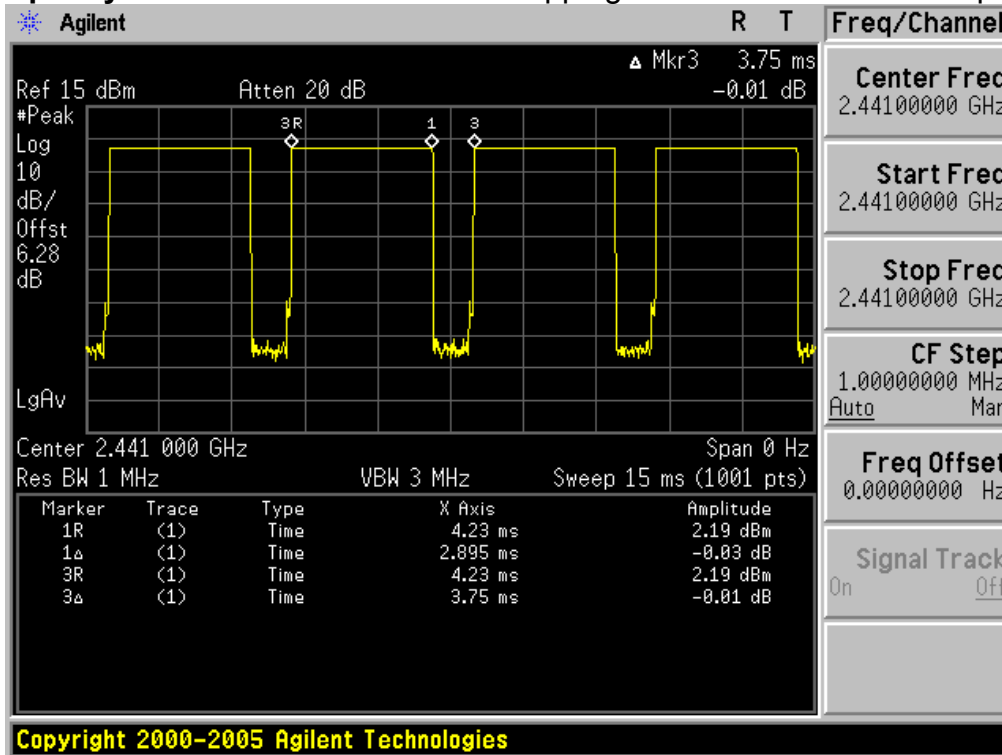 Agilent R T
Freq/Channel
▵ Mkr3 3.75 ms
Ref 15 dBm Atten 20 dB -0.01 dB
#Peak
Log
10
dB/
Offst
6.28
dB
3R 1 3
LgAv
Center 2.441 000 GHz Span 0 Hz
Res BW 1 MHz VBW 3 MHz Sweep 15 ms (1001 pts)
Marker Trace Type X Axis Amplitude
1R (1) Time 4.23 ms 2.19 dBm
1▵ (1) Time 2.895 ms -0.03 dB
3R (1) Time 4.23 ms 2.19 dBm
3▵ (1) Time 3.75 ms -0.01 dB
Center Freq
2.44100000 GHz
Start Freq
2.44100000 GHz
Stop Freq
2.44100000 GHz
CF Step
1.00000000 MHz
Auto Man
Freq Offset
0.00000000 Hz
Signal Track
On Off
Copyright 2000-2005 Agilent Technologies